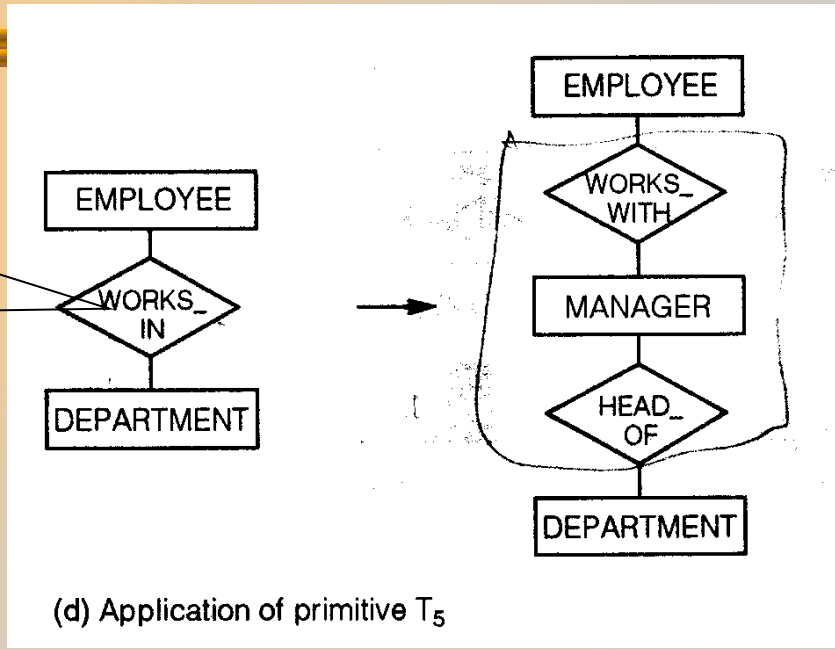 EMPLOYEE
WORKS_
IN
DEPARTMENT
EMPLOYEE
WORKS_
WITH
MANAGER
HEAD_
OF
DEPARTMENT
(d) Application of primitive T5